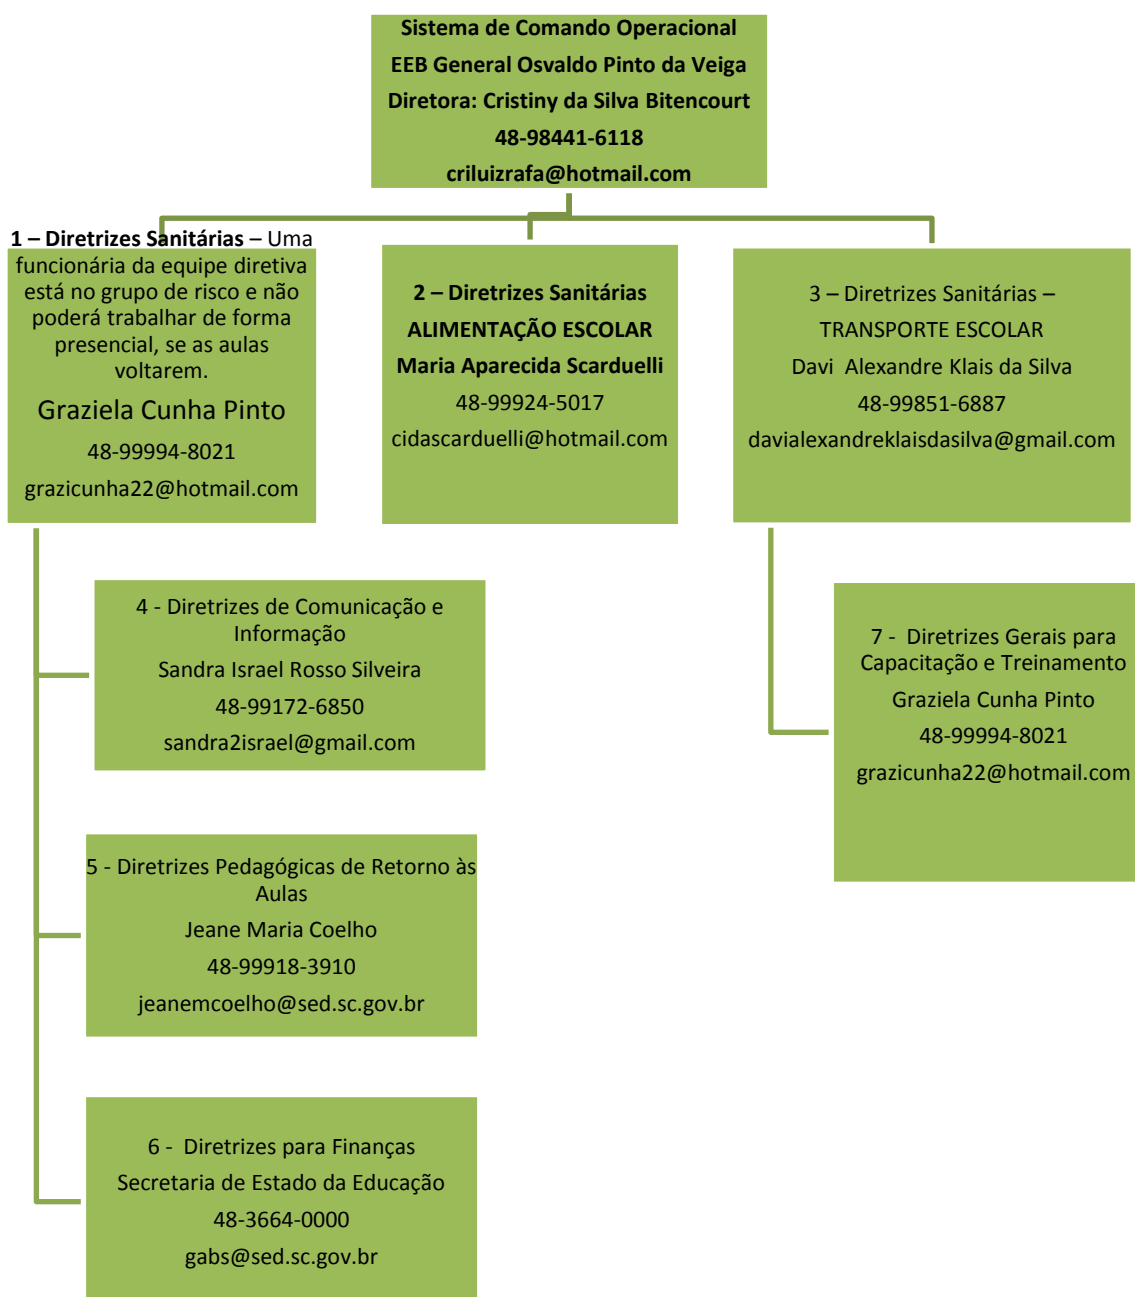 Sistema de Comando Operacional
EEB General Osvaldo Pinto da Veiga
Diretora: Cristiny da Silva Bitencourt
48-98441-6118
criluizrafa@hotmail.com
1 – Diretrizes Sanitárias – Uma
funcionária da equipe diretiva
está no grupo de risco e não
poderá trabalhar de forma
presencial, se as aulas
voltarem.
Graziela Cunha Pinto
48-99994-8021
grazicunha22@hotmail.com
2 – Diretrizes Sanitárias
ALIMENTAÇÃO ESCOLAR
Maria Aparecida Scarduelli
48-99924-5017
cidascarduelli@hotmail.com
3 – Diretrizes Sanitárias –
TRANSPORTE ESCOLAR
Davi  Alexandre Klais da Silva
48-99851-6887
davialexandreklaisdasilva@gmail.com
4 - Diretrizes de Comunicação e
Informação
Sandra Israel Rosso Silveira
48-99172-6850
sandra2israel@gmail.com
7 -  Diretrizes Gerais para
Capacitação e Treinamento
Graziela Cunha Pinto
48-99994-8021
grazicunha22@hotmail.com
5 - Diretrizes Pedagógicas de Retorno às
Aulas
Jeane Maria Coelho
48-99918-3910
jeanemcoelho@sed.sc.gov.br
6 -  Diretrizes para Finanças
Secretaria de Estado da Educação
48-3664-0000
gabs@sed.sc.gov.br